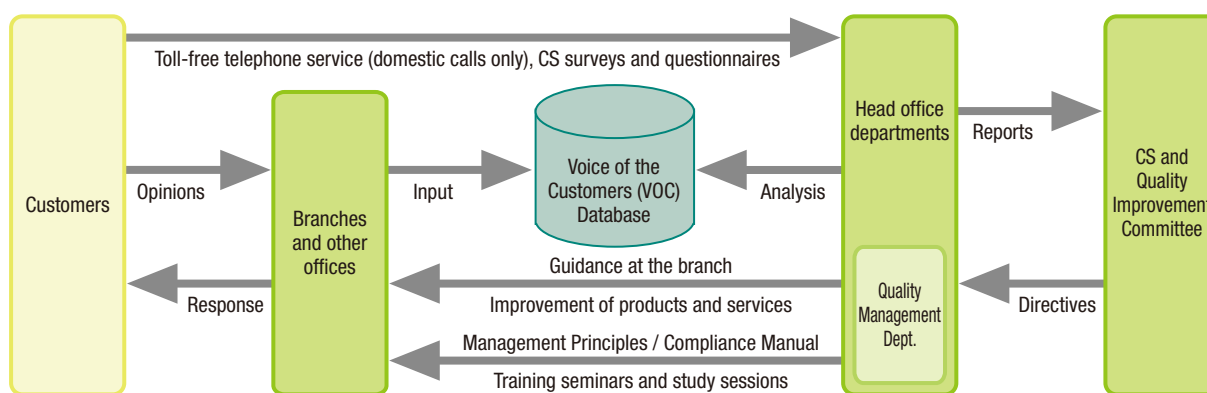 Toll-free telephone service (domestic calls only), CS surveys and questionnaires
Customers
Opinions
Response
Branches
and other
offices
Input
Voice of the
Customers (VOC)
Database
Analysis
Guidance at the branch
Improvement of products and services
Management Principles / Compliance Manual
Training seminars and study sessions
Head office
departments
Quality
Management
Dept.
Reports
Directives
CS and
Quality
Improvement
Committee